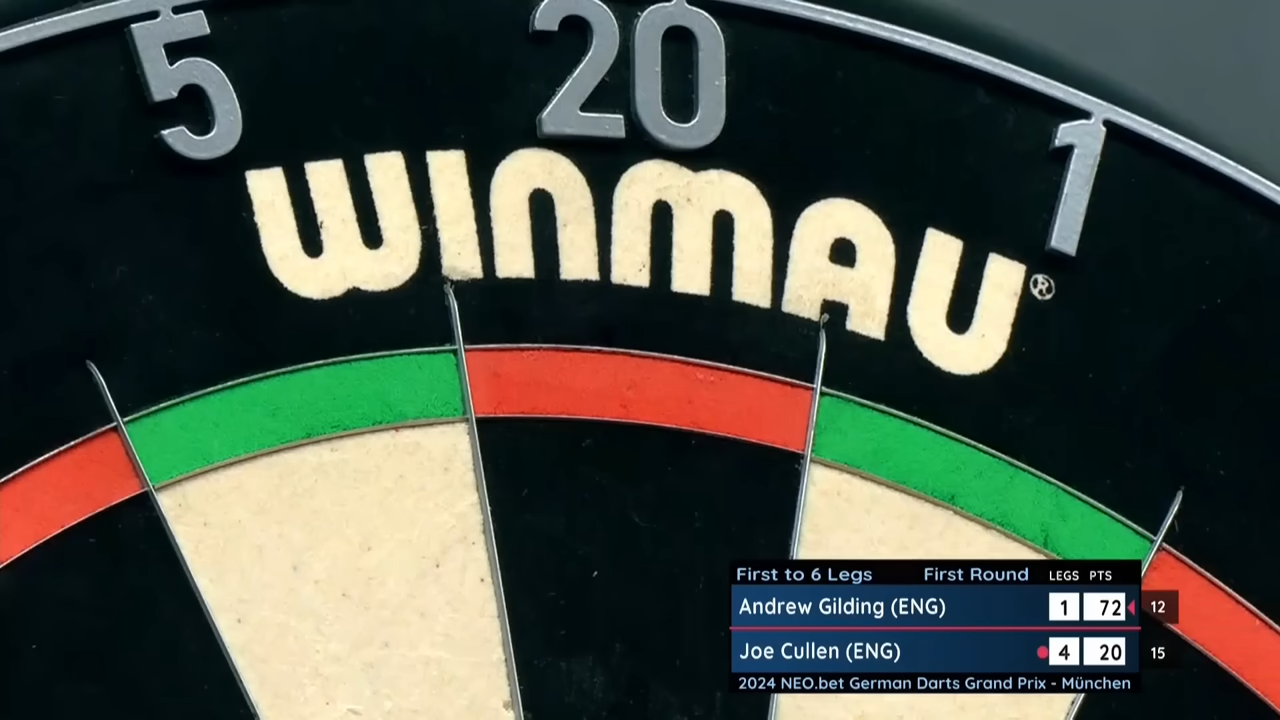 5 20 1
WINMAU®
First to 6 Legs First Round LEGS PTS
Andrew Gilding (ENG) 1 72 12
Joe Cullen (ENG) 4 20 15
2024 NEO.bet German Darts Grand Prix - München